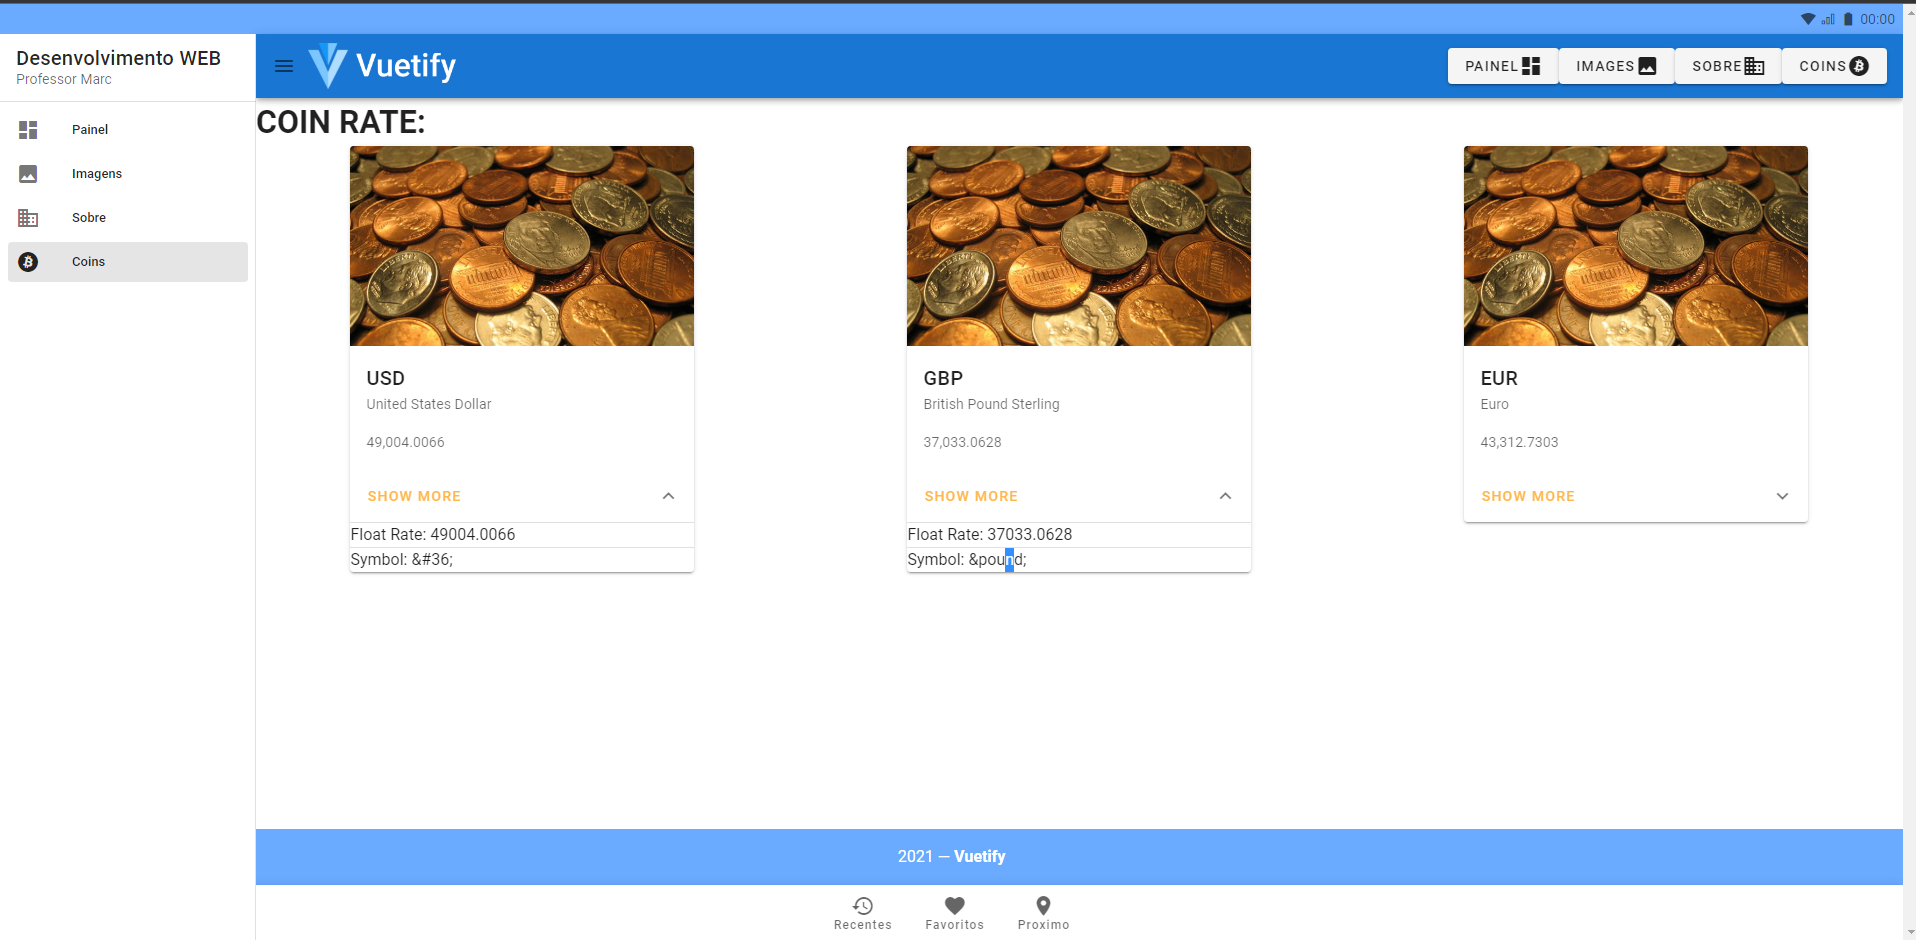 00:00
Desenvolvimento WEB
Professor Marc
Vuetify
PAINEL
IMAGES
SOBRE
COINS
Painel
Imagens
Sobre
Coins
COIN RATE:
USD
United States Dollar
49,004.0066
SHOW MORE
Float Rate: 49004.0066
Symbol: &#36;
GBP
British Pound Sterling
37,033.0628
SHOW MORE
Float Rate: 37033.0628
Symbol: &pound;
EUR
Euro
43,312.7303
SHOW MORE
2021 — Vuetify
Recentes
Favoritos
Proximo